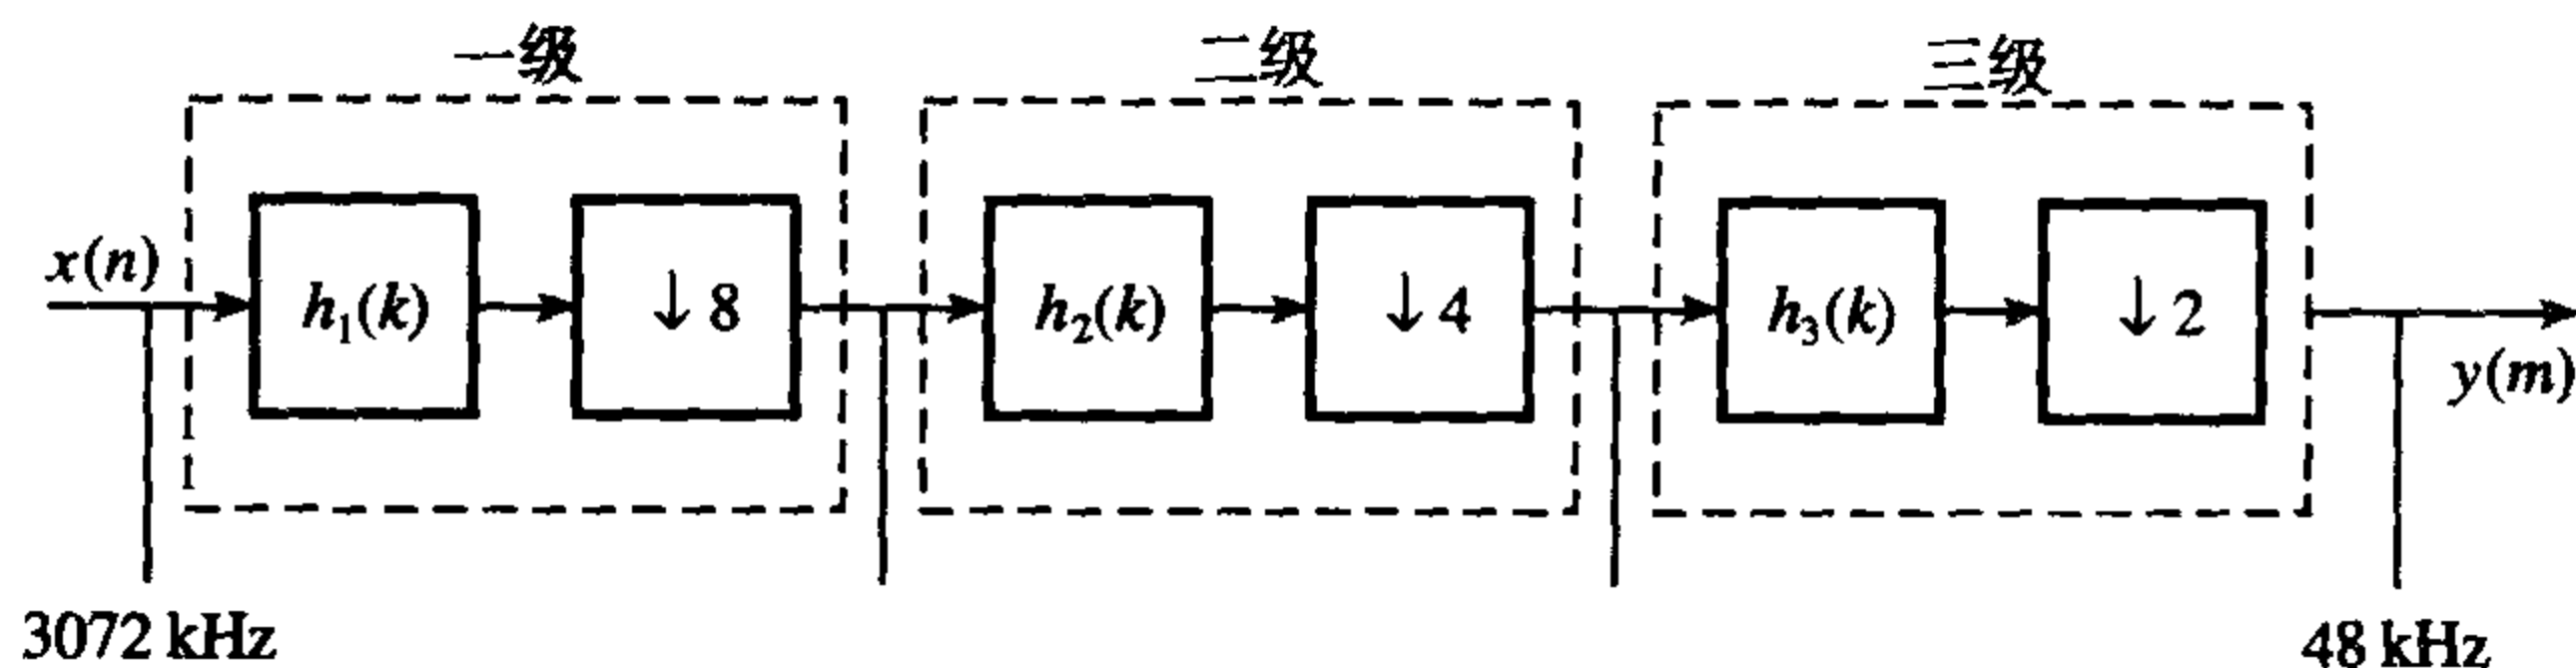 一级
二级
三级
x(n)
h₁(k)
↓ 8
h₂(k)
↓ 4
h₃(k)
↓ 2
y(m)
3072 kHz
48 kHz